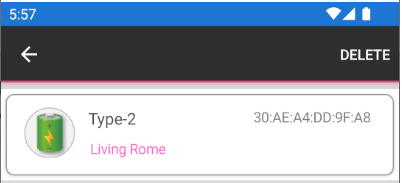 5:57
DELETE
Type-2 30:AE:A4:DD:9F:A8
Living Rome